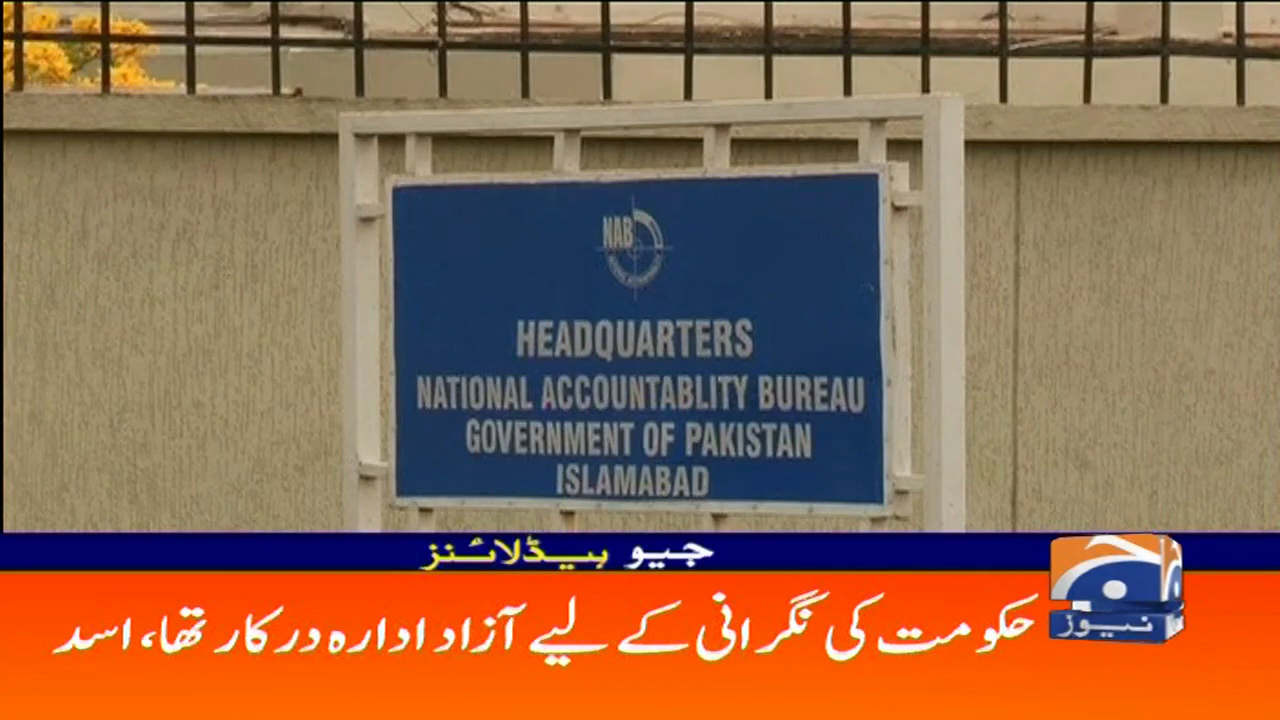 NAB
HEADQUARTERS
NATIONAL ACCOUNTABLITY BUREAU
GOVERNMENT OF PAKISTAN
ISLAMABAD
جیو ہیڈلائنز
حکومت کی نگرانی کے لیے آزاد ادارہ درکار تھا، اسد
نیوز